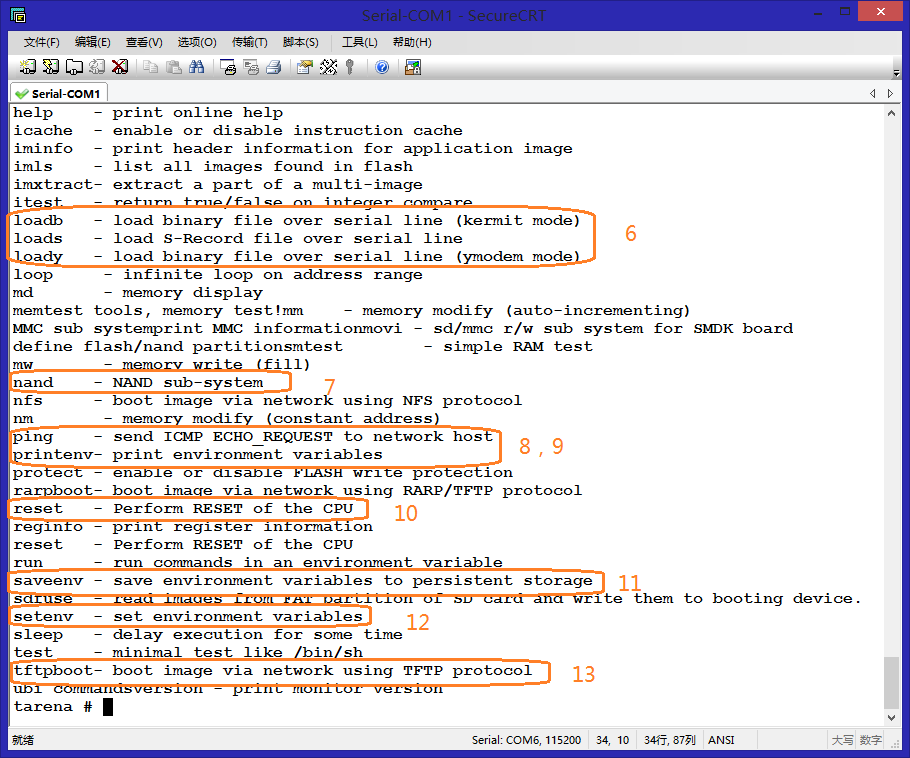 Serial-COM1 - SecureCRT
文件(F) 编辑(E) 查看(V) 选项(O) 传输(T) 脚本(S) 工具(L) 帮助(H)
Serial-COM1
help    - print online help
icache  - enable or disable instruction cache
iminfo  - print header information for application image
imls    - list all images found in flash
imxtract- extract a part of a multi-image
itest   - return true/false on integer compare
loadb   - load binary file over serial line (kermit mode)
loads   - load S-Record file over serial line
6
loady   - load binary file over serial line (ymodem mode)
loop     - infinite loop on address range
md       - memory display
memtest tools, memory test!mm    - memory modify (auto-incrementing)
MMC sub systemprint MMC informationmovi - sd/mmc r/w sub system for SMDK board
define flash/nand partitionsmtest        - simple RAM test
mw       - memory write (fill)
nand    - NAND sub-system
7
nfs     - boot image via network using NFS protocol
nm       - memory modify (constant address)
ping    - send ICMP ECHO_REQUEST to network host
8 , 9
printenv- print environment variables
protect - enable or disable FLASH write protection
rarpboot- boot image via network using RARP/TFTP protocol
reset   - Perform RESET of the CPU
10
reginfo - print register information
reset   - Perform RESET of the CPU
run     - run commands in an environment variable
saveenv - save environment variables to persistent storage
11
sdfuse  - read images from FAT partition of SD card and write them to booting device.
setenv  - set environment variables
12
sleep   - delay execution for some time
test    - minimal test like /bin/sh
tftpboot- boot image via network using TFTP protocol
13
ubi commandsversion - print monitor version
tarena #
就绪 Serial: COM6, 115200 34, 10 34行, 87列 ANSI 大写 数字